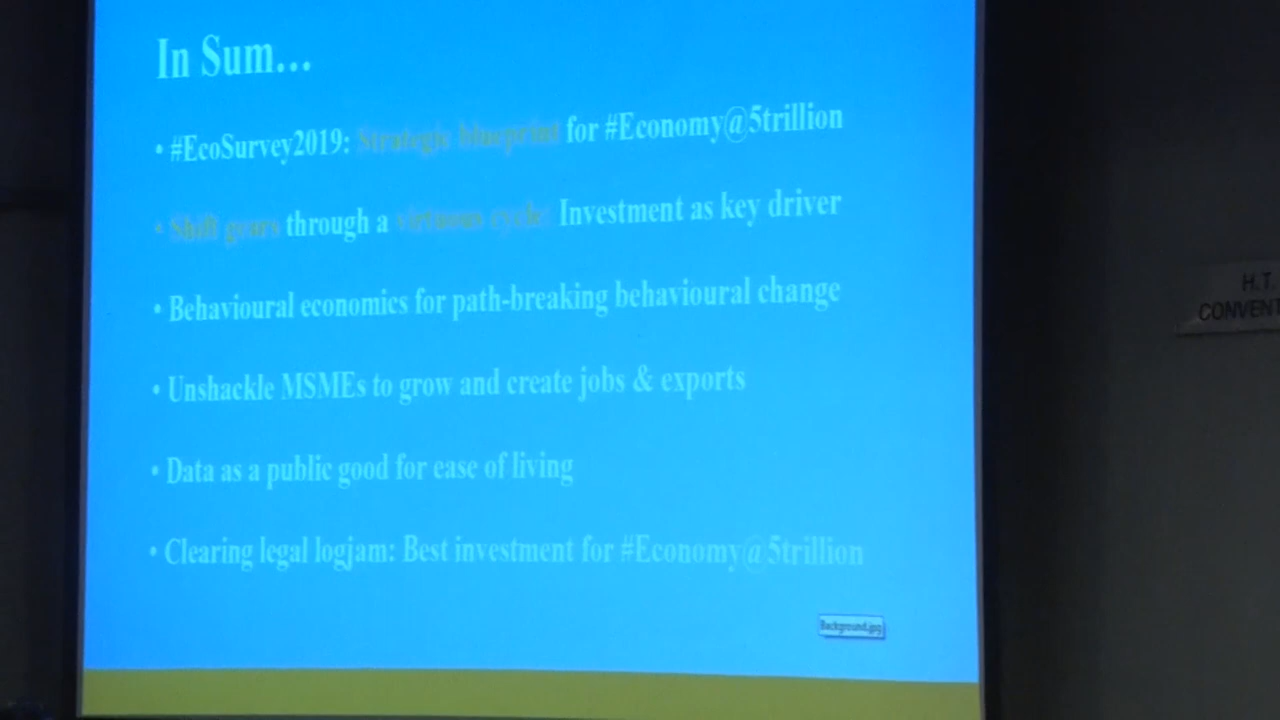 In Sum...
• #EcoSurvey2019: Strategic blueprint for #Economy@5trillion
• Shift gears through a virtuous cycle: Investment as key driver
• Behavioural economics for path-breaking behavioural change
• Unshackle MSMEs to grow and create jobs & exports
• Data as a public good for ease of living
• Clearing legal logjam: Best investment for #Economy@5trillion
Background.jpg
H.T.
CONVENT